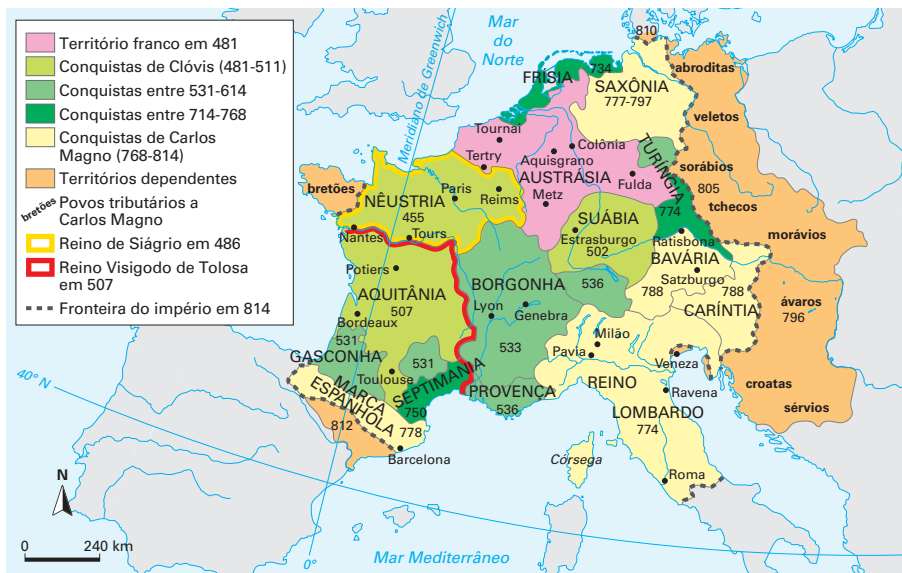 Território franco em 481
Conquistas de Clóvis (481-511)
Conquistas entre 531-614
Conquistas entre 714-768
Conquistas de Carlos
Magno (768-814)
Territórios dependentes
bretões
Povos tributários a
Carlos Magno
Reino de Siágrio em 486
Reino Visigodo de Tolosa
em 507
Fronteira do império em 814
Mar
do
Norte
Meridiano de Greenwich
810
abroditas
FRÍSIA
734
SAXÔNIA
777-797
veletos
Tournal
Colônia
TURÍNGIA
Tertry
Aquisgrano
AUSTRÁSIA
sorábios
805
Fulda
bretões
Paris
Reims
Metz
tchecos
NÊUSTRIA
455
SUÁBIA
774
morávios
Nantes
Tours
Estrasburgo
502
Ratisbona
BAVÁRIA
Potiers
BORGONHA
536
Satzburgo
788
788
ávaros
796
AQUITÂNIA
507
Lyon
Genebra
CARÍNTIA
Bordeaux
531
533
Milão
Pavia
Veneza
GASCONHA
531
Toulouse
SEPTIMANIA
PROVENÇA
536
REINO
Ravena
croatas
40° N
MARCA
ESPANHOLA
750
LOMBARDO
774
sérvios
812
778
Barcelona
Córsega
Roma
N
0
240 km
0°
Mar Mediterrâneo